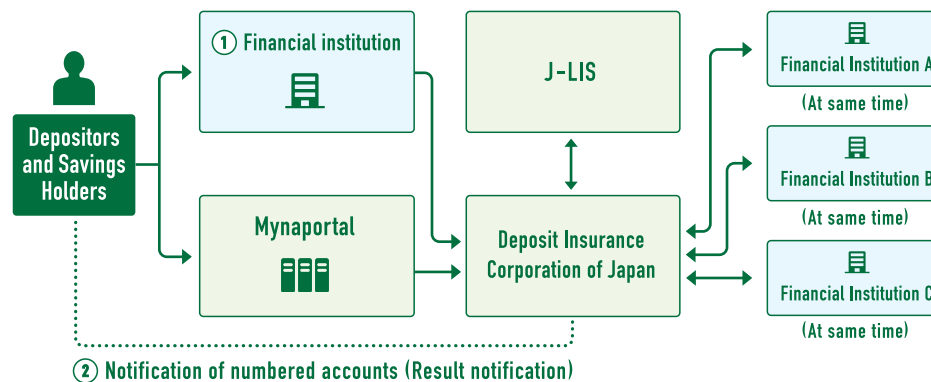 ① Financial institution
J-LIS
Depositors
and Savings
Holders
Mynaportal
Deposit Insurance
Corporation of Japan
Financial Institution A
(At same time)
Financial Institution B
(At same time)
Financial Institution C
(At same time)
② Notification of numbered accounts (Result notification)